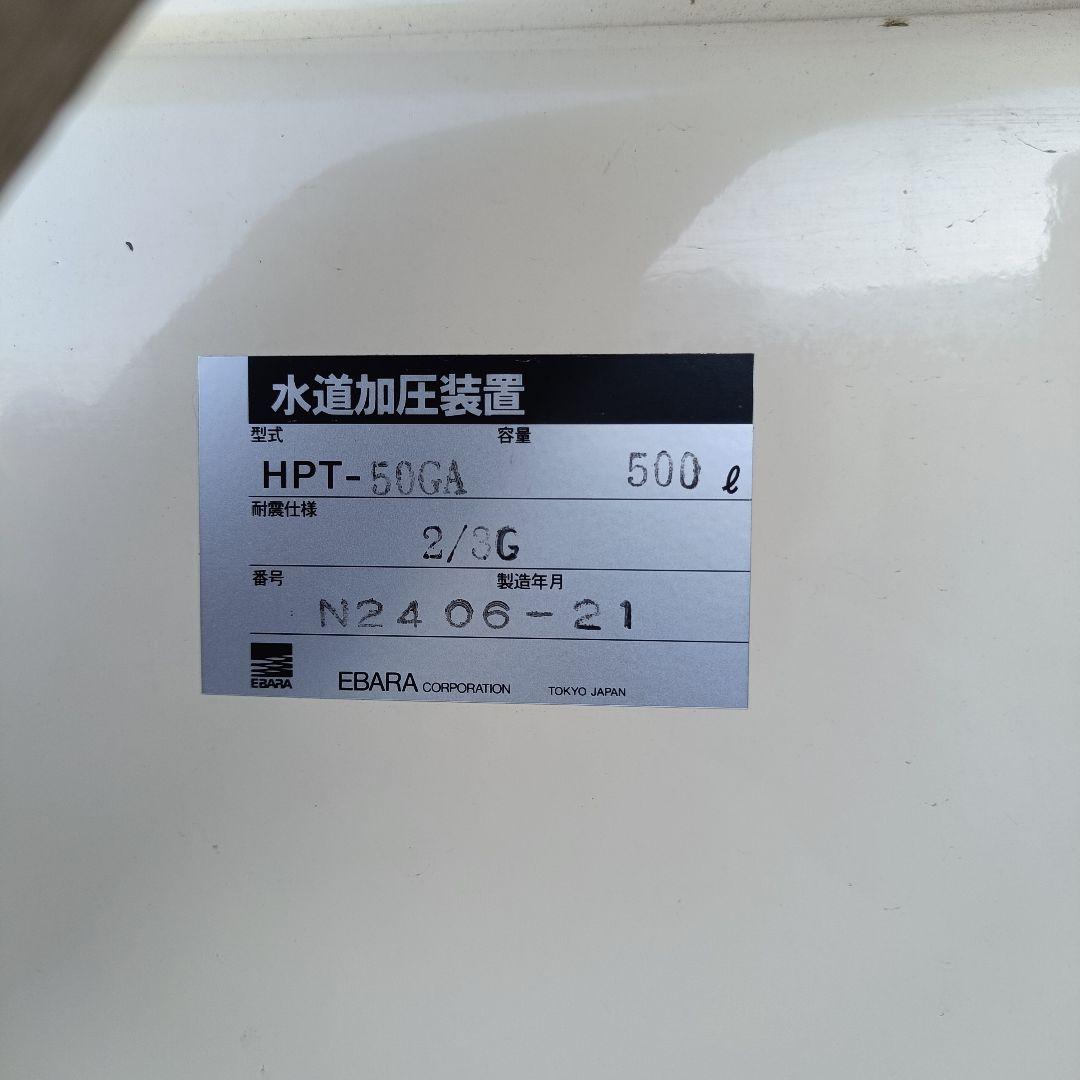 水道加圧装置
型式 容量
HPT-50GA 500 ℓ
耐震仕様
2/3G
番号 製造年月
N2406-21
EBARA EBARA CORPORATION TOKYO JAPAN